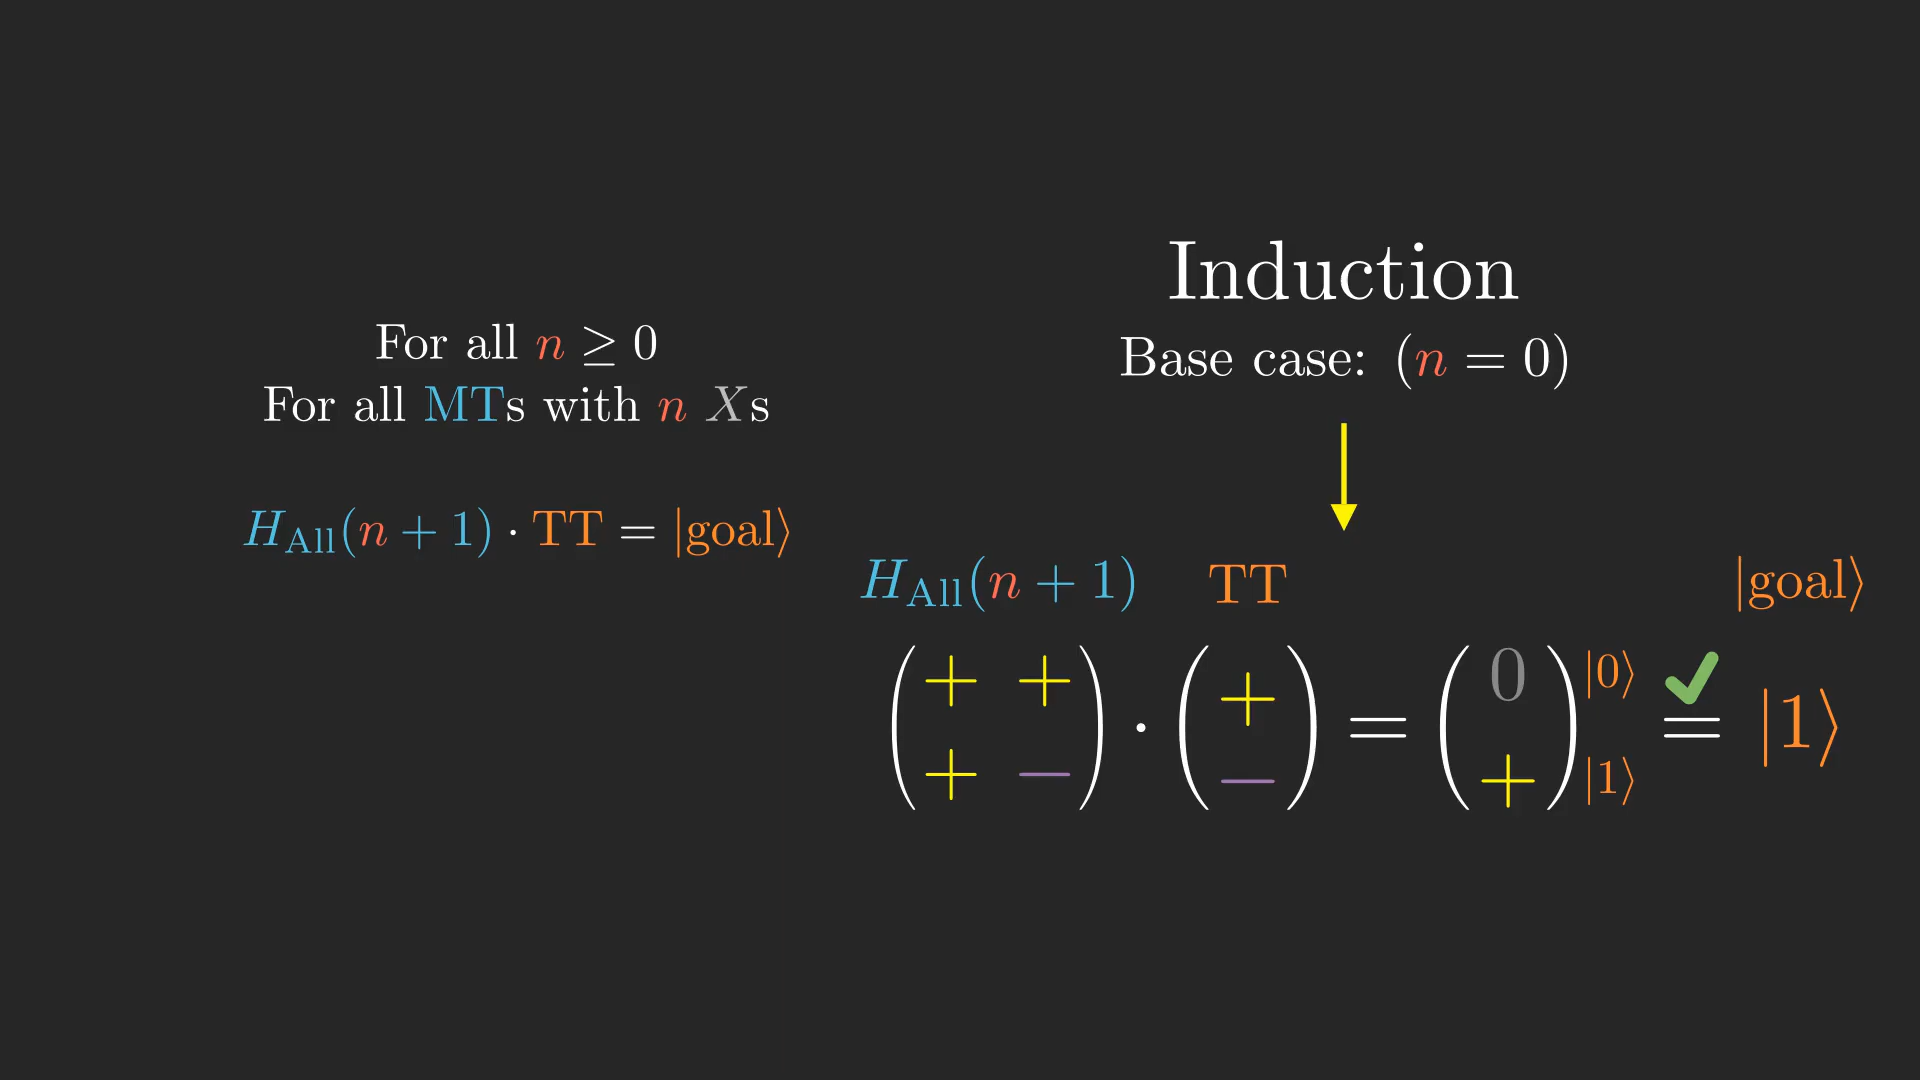 For all n ≥ 0
For all MTs with n Xs
H_All(n + 1) · TT = |goal⟩
Induction
Base case: (n = 0)
H_All(n + 1) TT |goal⟩
( + + ) ( + ) ( 0 ) |0⟩ ✓
· = = |1⟩
( + − ) ( − ) ( + ) |1⟩